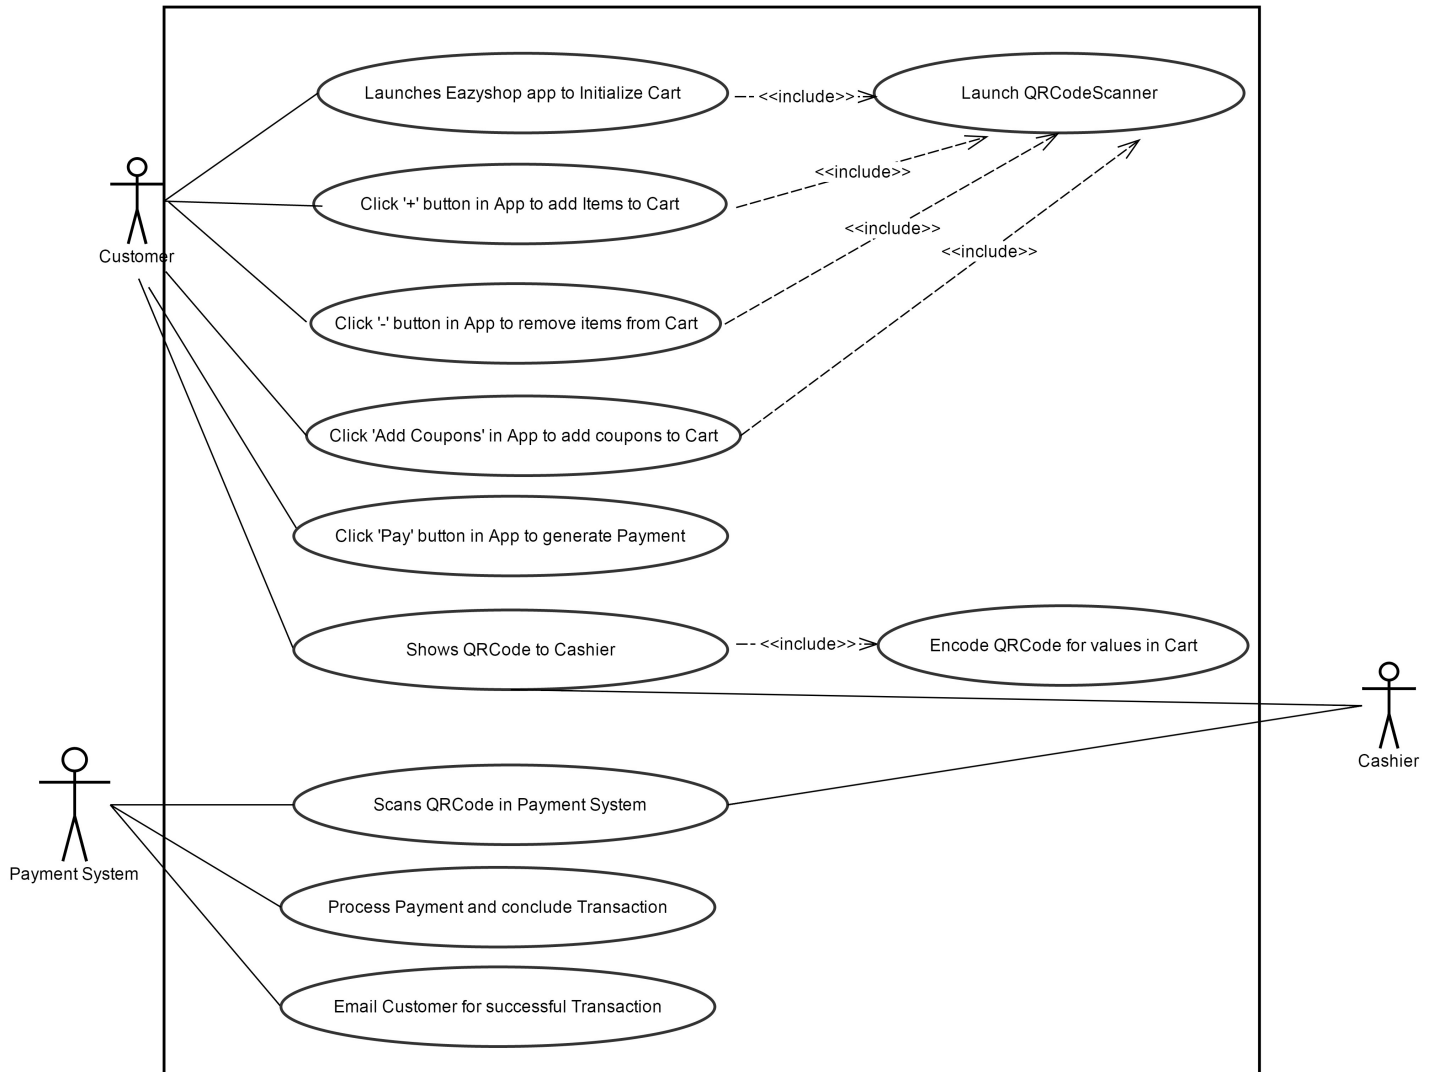 Launches Eazyshop app to Initialize Cart
<<include>>
Launch QRCodeScanner
Click '+' button in App to add Items to Cart
<<include>>
<<include>>
<<include>>
Customer
Click '-' button in App to remove items from Cart
Click 'Add Coupons' in App to add coupons to Cart
Click 'Pay' button in App to generate Payment
Shows QRCode to Cashier
<<include>>
Encode QRCode for values in Cart
Cashier
Scans QRCode in Payment System
Payment System
Process Payment and conclude Transaction
Email Customer for successful Transaction